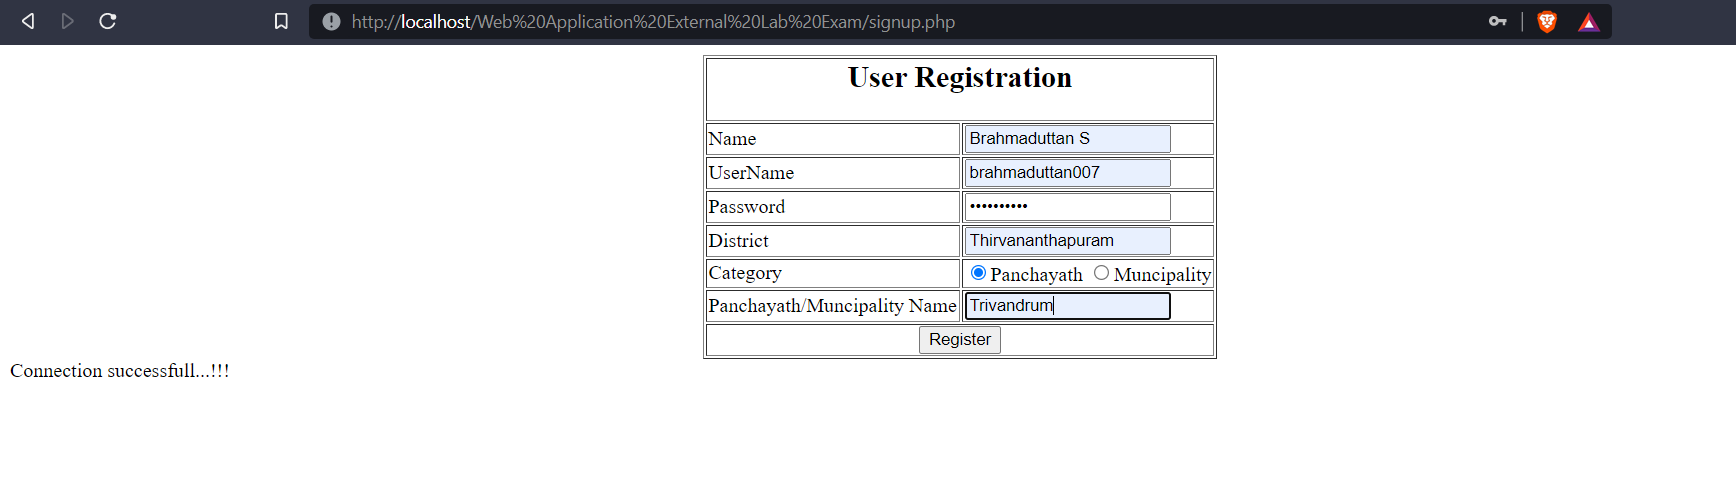 http://localhost/Web%20Application%20External%20Lab%20Exam/signup.php
User Registration
Name Brahmaduttan S
UserName brahmaduttan007
Password ••••••••••
District Thirvananthapuram
Category Panchayath Muncipality
Panchayath/Muncipality Name Trivandrum
Register
Connection successfull...!!!